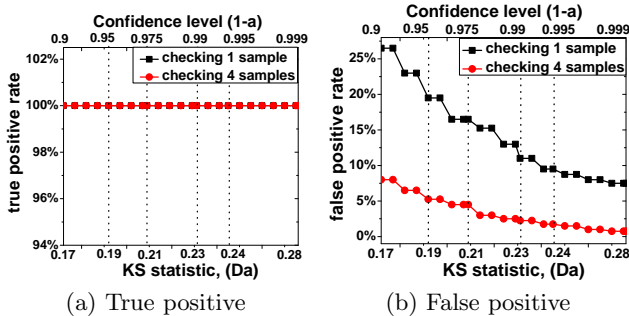 Confidence level (1-a)
0.9 0.95 0.975 0.99 0.995 0.999
102%
100%
98%
96%
94%
true positive rate
checking 1 sample
checking 4 samples
0.17 0.19 0.21 0.23 0.24 0.28
KS statistic, (Da)
(a) True positive
Confidence level (1-a)
0.9 0.95 0.975 0.99 0.995 0.999
25%
20%
15%
10%
5%
0%
false positive rate
checking 1 sample
checking 4 samples
0.17 0.19 0.21 0.23 0.24 0.28
KS statistic, (Da)
(b) False positive